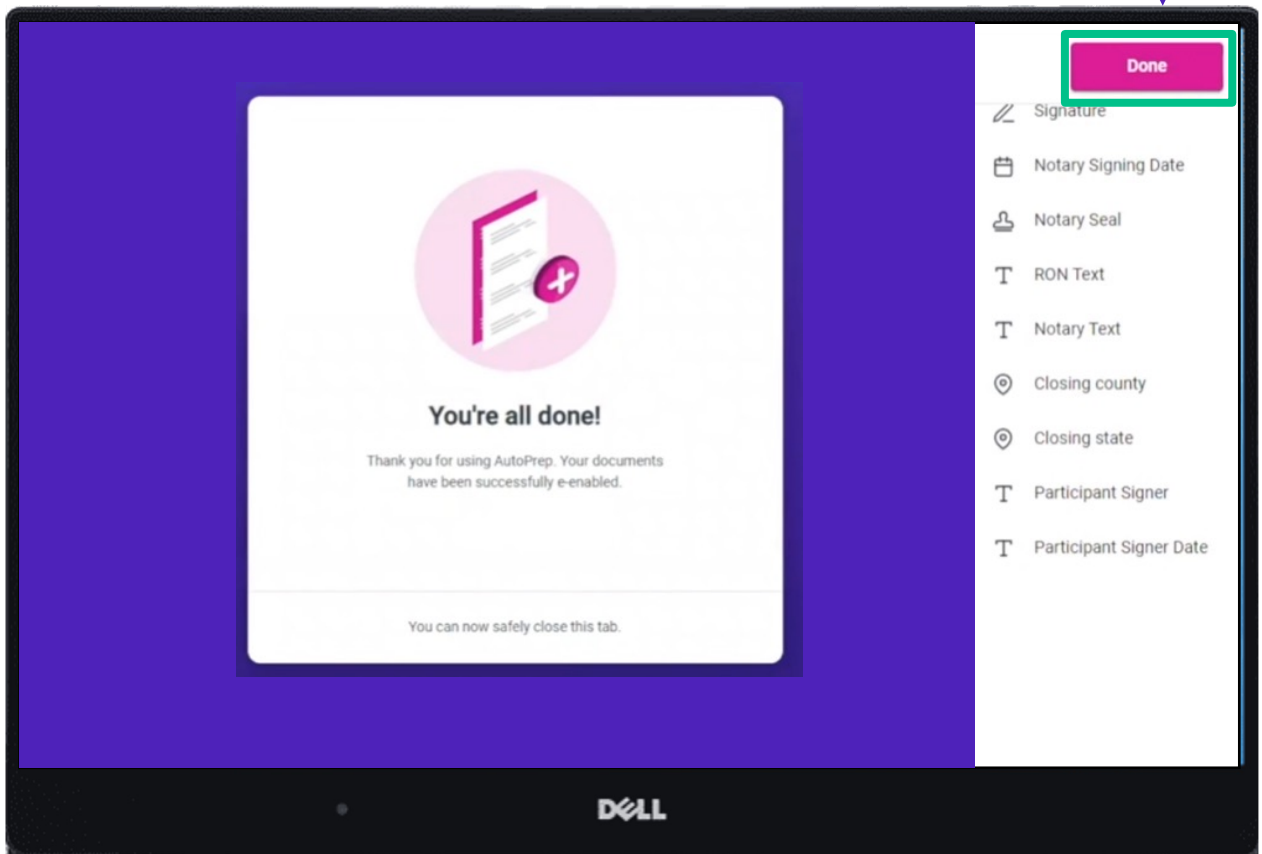 Done
Signature
Notary Signing Date
Notary Seal
RON Text
Notary Text
Closing county
Closing state
Participant Signer
Participant Signer Date
You're all done!
Thank you for using AutoPrep. Your documents
have been successfully e-enabled.
You can now safely close this tab.
DELL